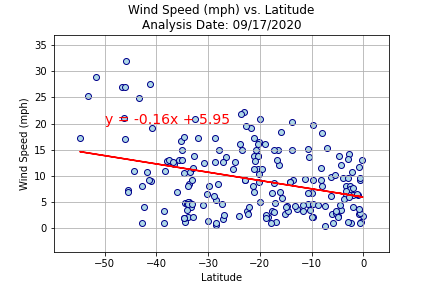 Wind Speed (mph) vs. Latitude
Analysis Date: 09/17/2020
35
30
25
20
15
10
5
0
Wind Speed (mph)
y = -0.16x + 5.95
−50
−40
−30
−20
−10
0
Latitude